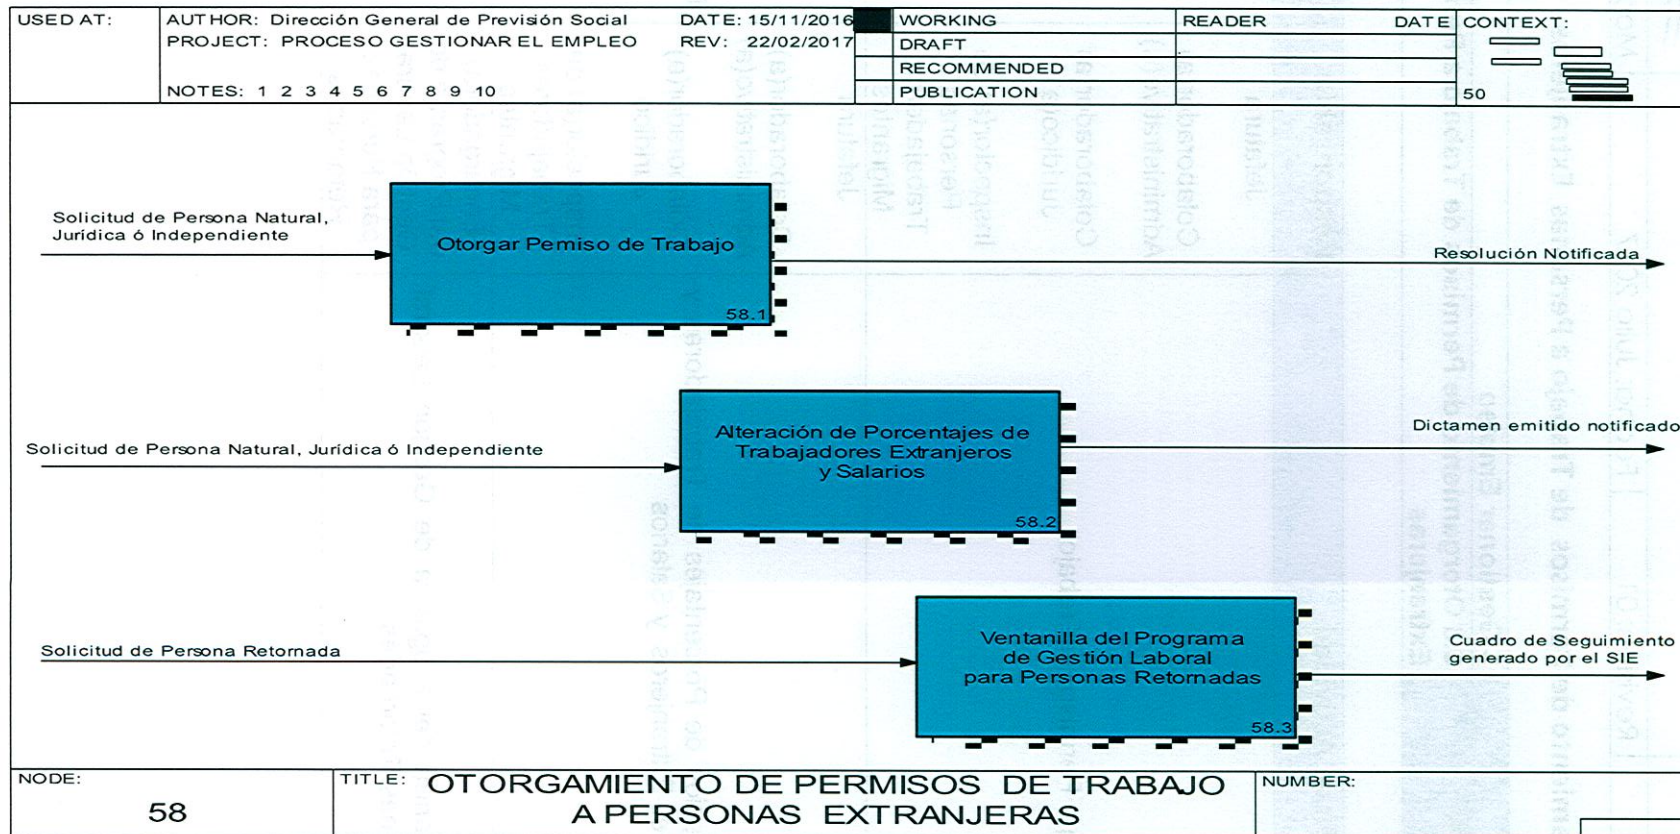 USED AT:
AUTHOR: Dirección General de Previsión Social
DATE: 15/11/2016
PROJECT: PROCESO GESTIONAR EL EMPLEO
REV: 22/02/2017
NOTES: 1 2 3 4 5 6 7 8 9 10
WORKING
DRAFT
RECOMMENDED
PUBLICATION
READER
DATE
CONTEXT:
50
Solicitud de Persona Natural,
Jurídica ó Independiente
Otorgar Pemiso de Trabajo
58.1
Resolución Notificada
Solicitud de Persona Natural, Jurídica ó Independiente
Alteración de Porcentajes de
Trabajadores Extranjeros
y Salarios
58.2
Dictamen emitido notificado
Solicitud de Persona Retornada
Ventanilla del Programa
de Gestión Laboral
para Personas Retornadas
58.3
Cuadro de Seguimiento
generado por el SIE
NODE:
58
TITLE: OTORGAMIENTO DE PERMISOS DE TRABAJO
A PERSONAS EXTRANJERAS
NUMBER: